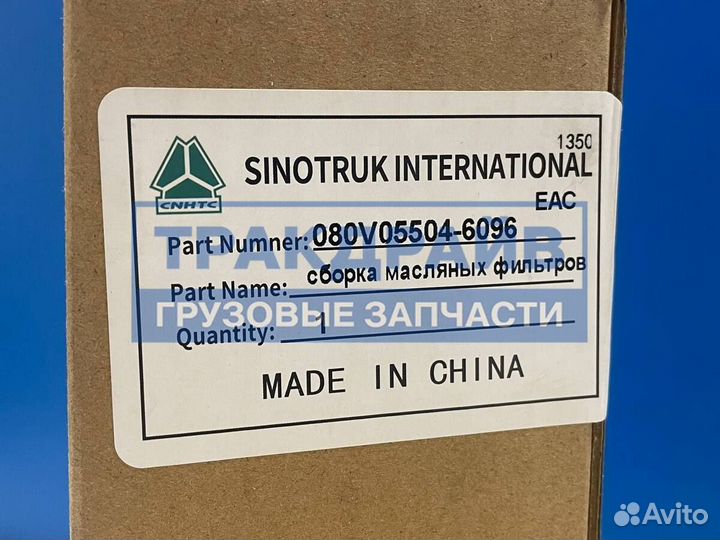 1350
SINOTRUK INTERNATIONAL
CNHTC
EAC
Part Numner: 080V05504-6096
ТРАКДРАЙВ
Part Name: сборка масляных фильтров
ГРУЗОВЫЕ ЗАПЧАСТИ
Quantity: 1
MADE IN CHINA
Avito